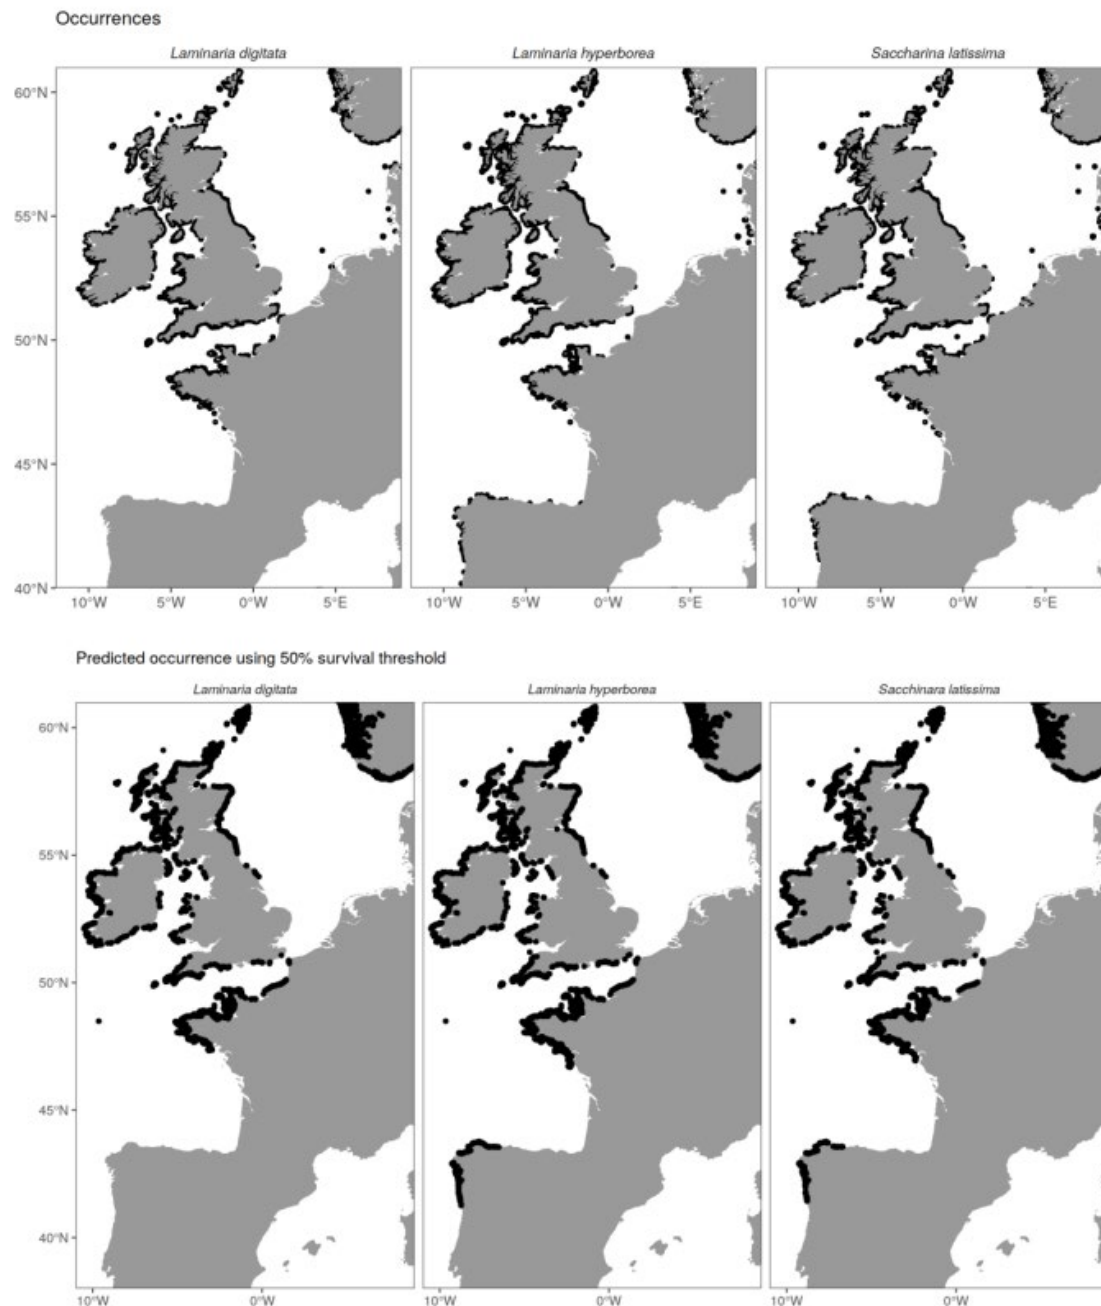 Occurrences
Laminaria digitata
Laminaria hyperborea
Saccharina latissima
60°N
55°N
50°N
45°N
40°N
10°W 5°W 0°W 5°E
10°W 5°W 0°W 5°E
10°W 5°W 0°W 5°E
Predicted occurrence using 50% survival threshold
Laminaria digitata
Laminaria hyperborea
Sacchinara latissima
60°N
55°N
50°N
45°N
40°N
10°W 0°W
10°W 0°W
10°W 0°W